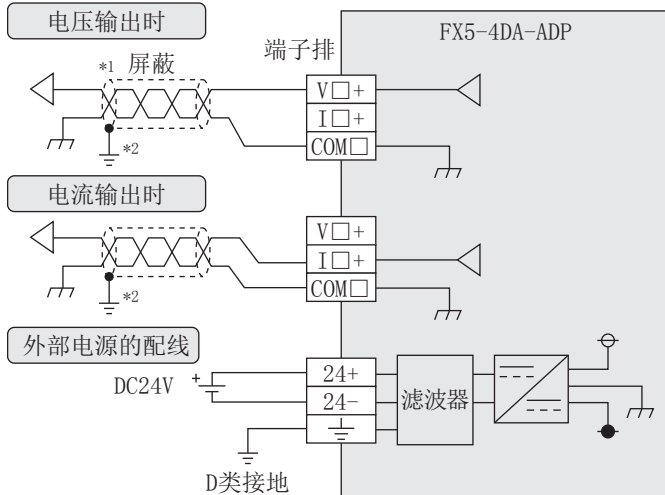 电压输出时
FX5-4DA-ADP
端子排
*1 屏蔽
V□+
I□+
COM□
*2
电流输出时
V□+
I□+
COM□
*2
外部电源的配线
DC24V
+
24+
24-
滤波器
D类接地